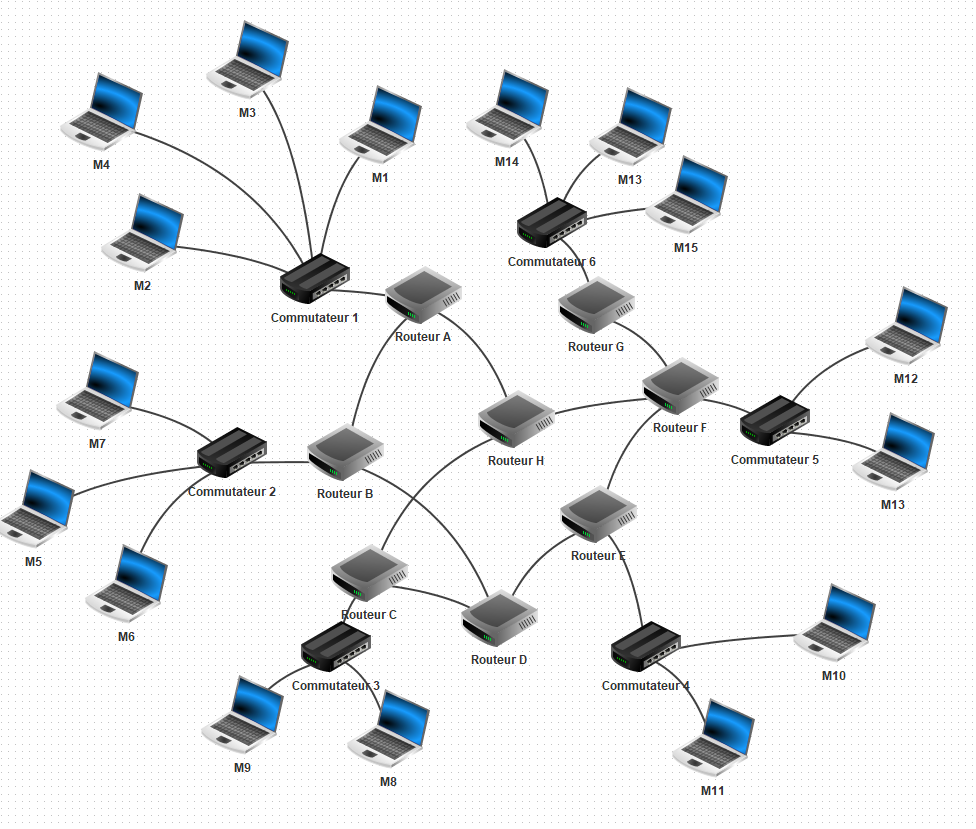 M3
M4
M14
M1
M13
M15
Commutateur 6
M2
Commutateur 1
Routeur A
Routeur G
M12
Routeur F
M7
Routeur H
Commutateur 5
Commutateur 2
Routeur B
M13
M5
Routeur E
Routeur C
M6
Routeur D
M10
Commutateur 3
Commutateur 4
M9
M8
M11